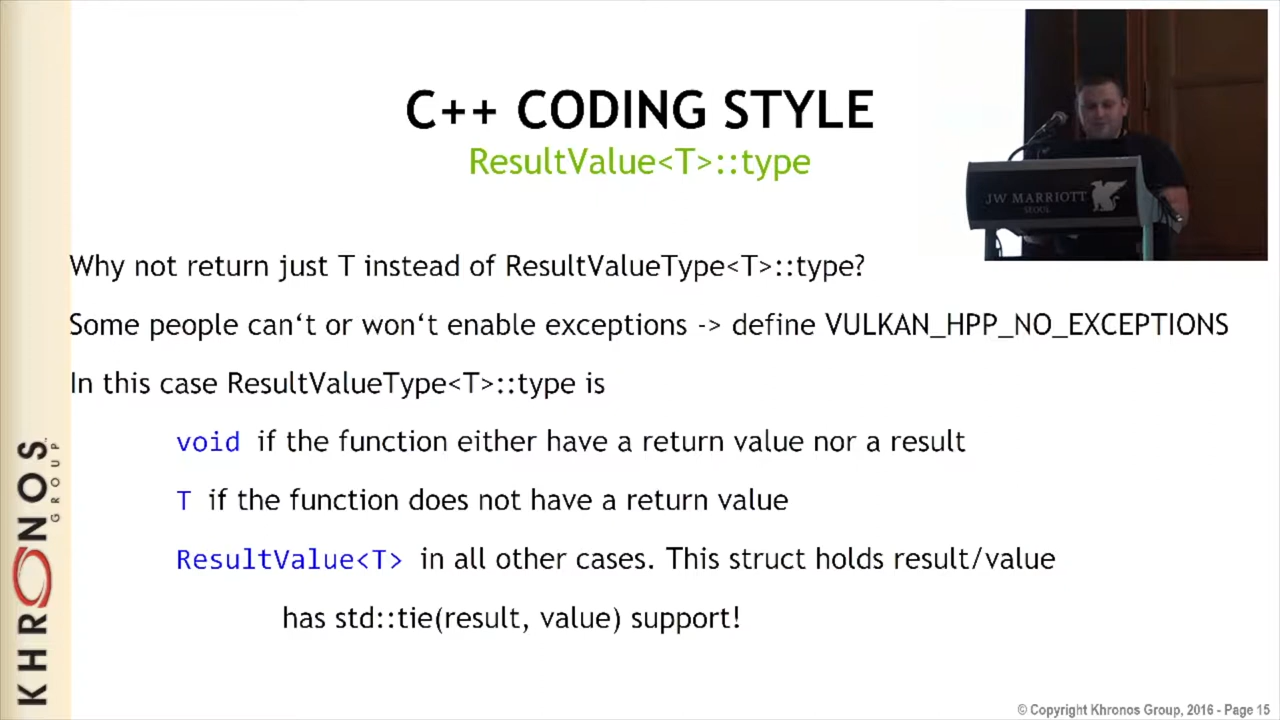 C++ CODING STYLE
ResultValue<T>::type
JW MARRIOTT
SEOUL
Why not return just T instead of ResultValueType<T>::type?
Some people can‘t or won‘t enable exceptions -> define VULKAN_HPP_NO_EXCEPTIONS
In this case ResultValueType<T>::type is
void if the function either have a return value nor a result
T if the function does not have a return value
ResultValue<T> in all other cases. This struct holds result/value
has std::tie(result, value) support!
KHRONOS
GROUP
© Copyright Khronos Group, 2016 - Page 15